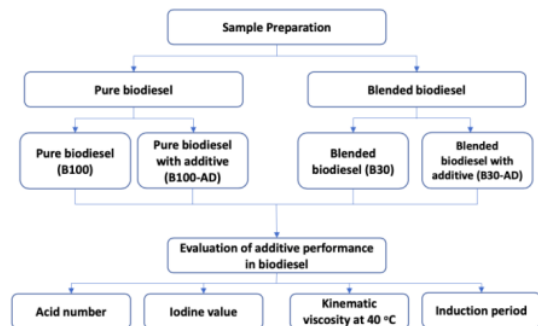 Sample Preparation
Pure biodiesel
Blended biodiesel
Pure biodiesel
(B100)
Pure biodiesel
with additive
(B100-AD)
Blended
biodiesel (B30)
Blended
biodiesel with
additive (B30-AD)
Evaluation of additive performance
in biodiesel
Acid number
Iodine value
Kinematic
viscosity at 40 °C
Induction period